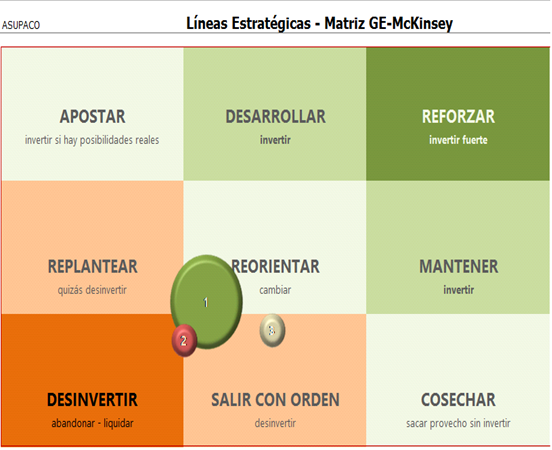 ASUPACO
Líneas Estratégicas - Matriz GE-McKinsey
APOSTAR
invertir si hay posibilidades reales
DESARROLLAR
invertir
REFORZAR
invertir fuerte
REPLANTEAR
quizás desinvertir
REORIENTAR
cambiar
MANTENER
invertir
1
2
DESINVERTIR
abandonar - liquidar
SALIR CON ORDEN
desinvertir
COSECHAR
sacar provecho sin invertir